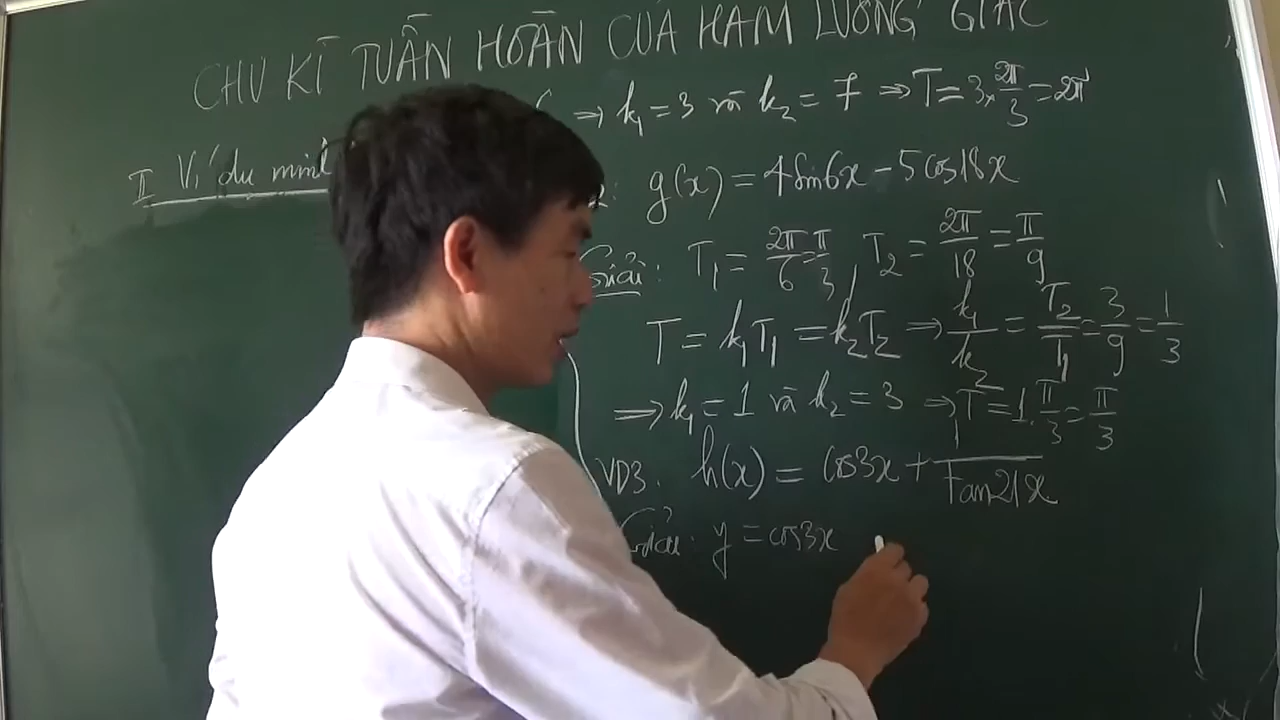 CHU KÌ TUẦN HOÀN CỦA HÀM LƯỢNG GIÁC
⇒ k₁ = 3 và k₂ = 7 ⇒ T = 3.2π/3 = 2π
II Ví dụ minh
2: g(x) = 4sin6x - 5cos18x
Giải: T₁ = 2π/6 = π/3, T₂ = 2π/18 = π/9
T = k₁T₁ = k₂T₂ ⇒ k₁/k₂ = T₂/T₁ = 3/9 = 1/3
⇒ k₁ = 1 và k₂ = 3 ⇒ T = 1.π/3 = π/3
VD3. h(x) = cos3x + 1/Tan21x
Giải: y = cos3x